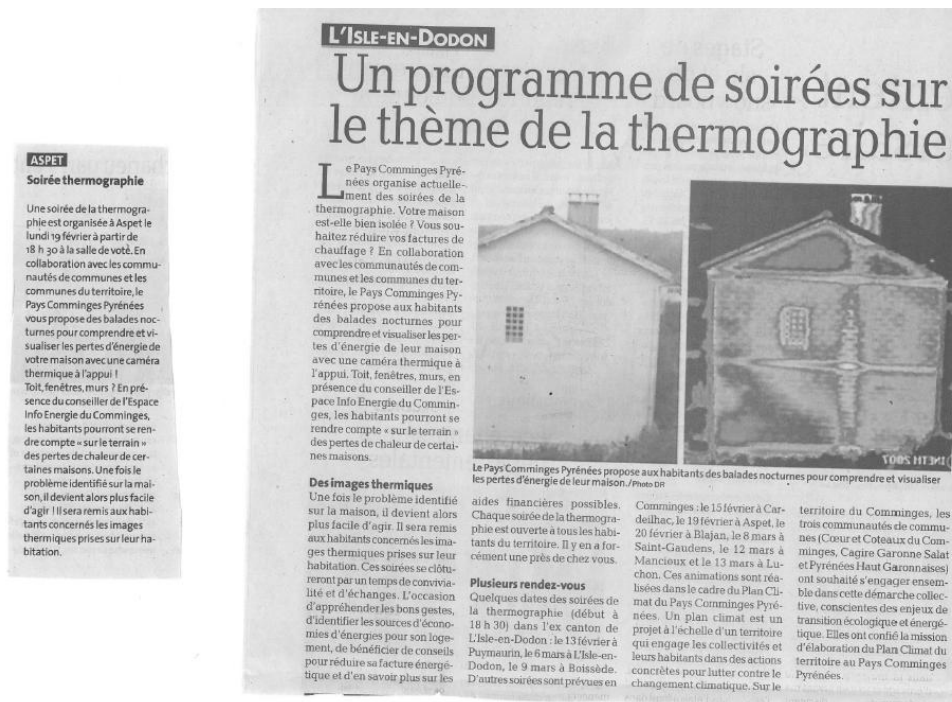 ASPET
Soirée thermographie
Une soirée de la thermogra-
phie est organisée à Aspet le
lundi 19 février à partir de
18 h 30 à la salle de vote. En
collaboration avec les commu-
nautés de communes et les
communes du territoire, le
Pays Comminges Pyrénées
vous propose des balades noc-
turnes pour comprendre et vi-
sualiser les pertes d'énergie de
votre maison avec une caméra
thermique à l'appui !
Toit, fenêtres, murs ? En pré-
sence du conseiller de l'Espace
Info Energie du Comminges,
les habitants pourront se ren-
dre compte « sur le terrain »
des pertes de chaleur de cer-
taines maisons. Une fois le
problème identifié sur la mai-
son, il devient alors plus facile
d'agir ! Il sera remis aux habi-
tants concernés les images
thermiques prises sur leur ha-
bitation.
L'ISLE-EN-DODON
Un programme de soirées sur
le thème de la thermographie
Le Pays Comminges Pyré-
nées organise actuelle-
ment des soirées de la
thermographie. Votre maison
est-elle bien isolée ? Vous sou-
haitez réduire vos factures de
chauffage ? En collaboration
avec les communautés de com-
munes et les communes du ter-
ritoire, le Pays Comminges Py-
rénées propose aux habitants
des balades nocturnes pour
comprendre et visualiser les per-
tes d'énergie de leur maison
avec une caméra thermique à
l'appui. Toit, fenêtres, murs, en
présence du conseiller de l'Es-
pace Info Energie du Commin-
ges, les habitants pourront se
rendre compte « sur le terrain »
des pertes de chaleur de certai-
nes maisons.
Des images thermiques
Une fois le problème identifié
sur la maison, il devient alors
plus facile d'agir. Il sera remis
aux habitants concernés les ima-
ges thermiques prises sur leur
habitation. Ces soirées se clôtu-
reront par un temps de convivia-
lité et d'échanges. L'occasion
d'appréhender les bons gestes,
d'identifier les sources d'écono-
mies d'énergies pour son loge-
ment, de bénéficier de conseils
pour réduire sa facture énergé-
tique et d'en savoir plus sur les
INETH 2007
Le Pays Comminges Pyrénées propose aux habitants des balades nocturnes pour comprendre et visualiser
les pertes d'énergie de leur maison./Photo DR
aides financières possibles.
Chaque soirée de la thermogra-
phie est ouverte à tous les habi-
tants du territoire. Il y en a for-
cément une près de chez vous.
Plusieurs rendez-vous
Quelques dates des soirées de
la thermographie (début à
18 h 30) dans l'ex canton de
L'Isle-en-Dodon : le 13 février à
Puymaurin, le 6 mars à L'Isle-en-
Dodon, le 9 mars à Boissède.
D'autres soirées sont prévues en
Comminges : le 15 février à Car-
deilhac, le 19 février à Aspet, le
20 février à Blajan, le 8 mars à
Saint-Gaudens, le 12 mars à
Mancioux et le 13 mars à Lu-
chon. Ces animations sont réa-
lisées dans le cadre du Plan Cli-
mat du Pays Comminges Pyré-
nées. Un plan climat est un
projet à l'échelle d'un territoire
qui engage les collectivités et
leurs habitants dans des actions
concrètes pour lutter contre le
changement climatique. Sur le
territoire du Comminges, les
trois communautés de commu-
nes (Cœur et Coteaux du Com-
minges, Cagire Garonne Salat
et Pyrénées Haut Garonnaises)
ont souhaité s'engager ensem-
ble dans cette démarche collec-
tive, conscientes des enjeux de
transition écologique et énergé-
tique. Elles ont confié la mission
d'élaboration du Plan Climat du
territoire au Pays Comminges
Pyrénées.